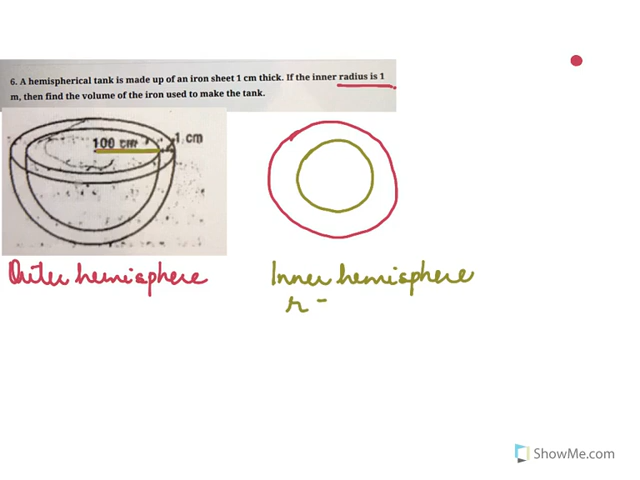 6. A hemispherical tank is made up of an iron sheet 1 cm thick. If the inner radius is 1
m, then find the volume of the iron used to make the tank.
100 cm
1 cm
Outer hemisphere
Inner hemisphere
r =
ShowMe.com